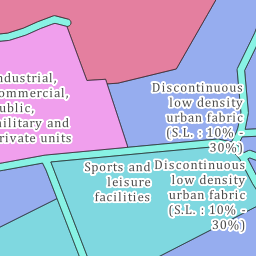 ndustrial,
ommercial,
ublic,
ilitary and
rivate units
Discontinuous
low density
urban fabric
(S.L. : 10% -
30%)
Sports and
leisure
facilities
Discontinuous
low density
urban fabric
(S.L. : 10% -
30%)